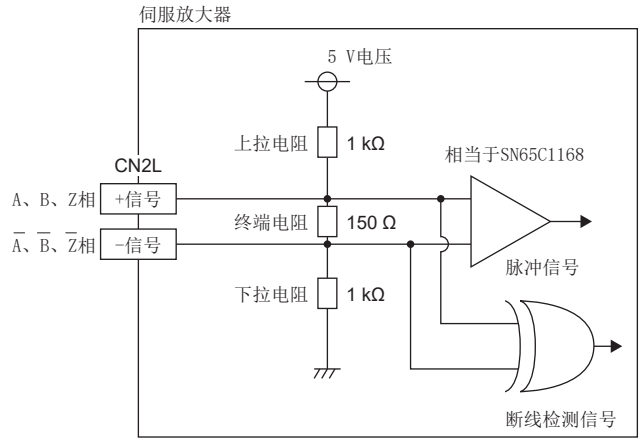 伺服放大器
5 V电压
上拉电阻 1 kΩ
相当于SN65C1168
CN2L
A、B、Z相 +信号
终端电阻 150 Ω
A̅、B̅、Z̅相 -信号
脉冲信号
下拉电阻 1 kΩ
断线检测信号